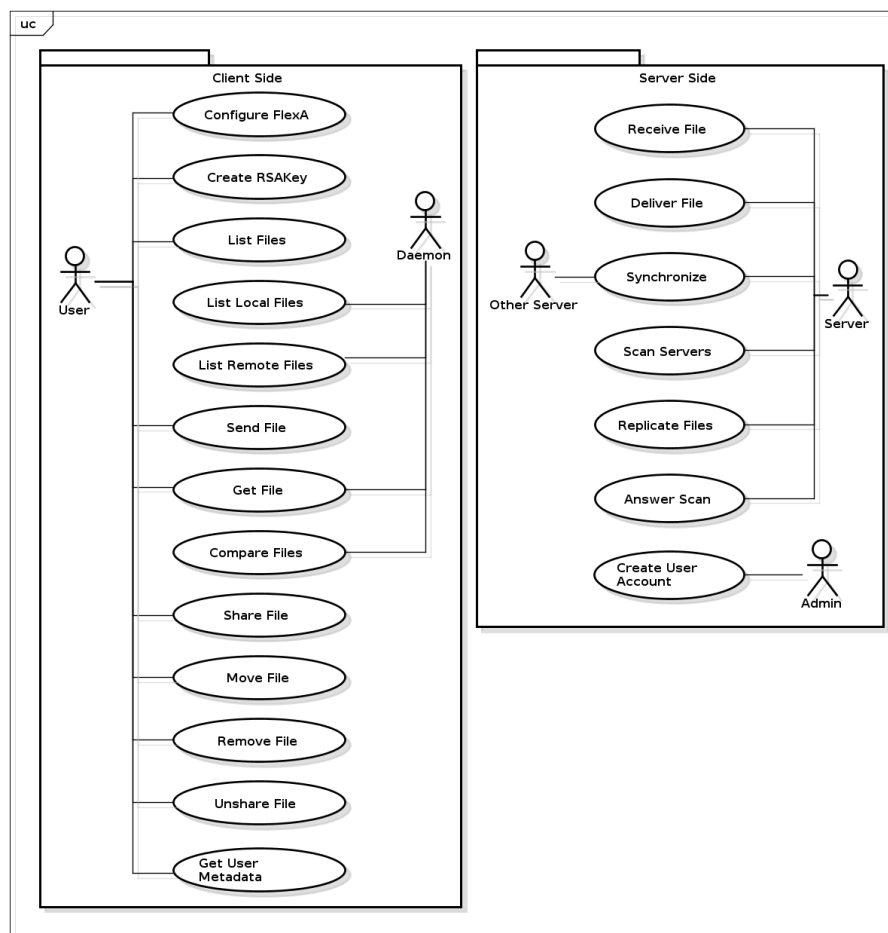 uc
Client Side
Configure FlexA
Create RSAKey
List Files
List Local Files
List Remote Files
Send File
Get File
Compare Files
Share File
Move File
Remove File
Unshare File
Get User
Metadata
User
Daemon
Server Side
Receive File
Deliver File
Synchronize
Scan Servers
Replicate Files
Answer Scan
Create User
Account
Other Server
Server
Admin